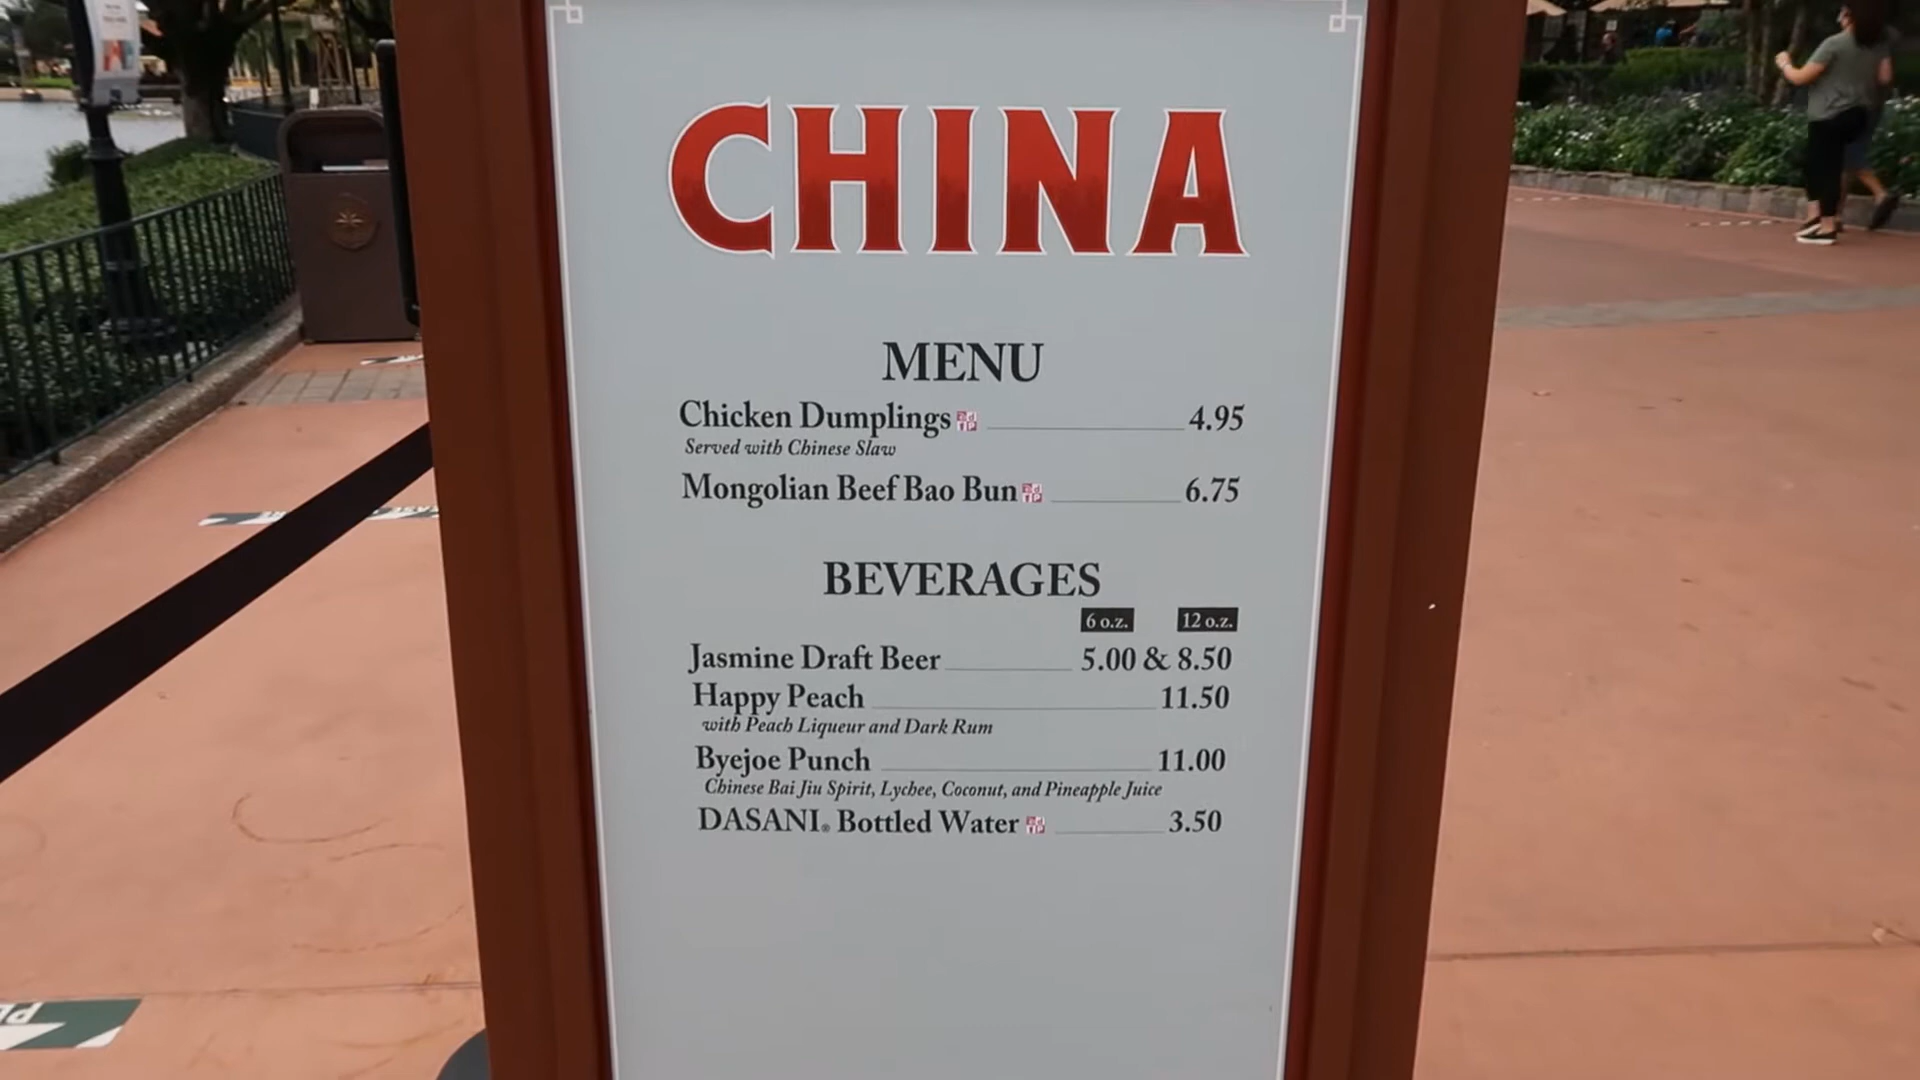 CHINA
MENU
Chicken Dumplings 4.95
Served with Chinese Slaw
Mongolian Beef Bao Bun 6.75
BEVERAGES
6 o.z. 12 o.z.
Jasmine Draft Beer 5.00 & 8.50
Happy Peach 11.50
with Peach Liqueur and Dark Rum
Byejoe Punch 11.00
Chinese Bai Jiu Spirit, Lychee, Coconut, and Pineapple Juice
DASANI® Bottled Water 3.50